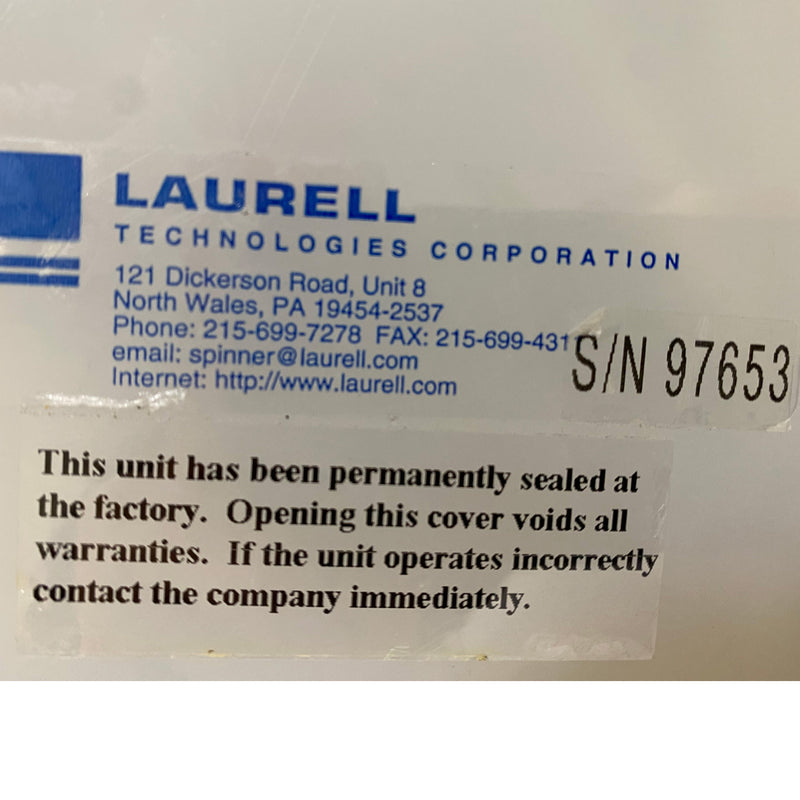 LAURELL
TECHNOLOGIES CORPORATION
121 Dickerson Road, Unit 8
North Wales, PA 19454-2537
Phone: 215-699-7278 FAX: 215-699-431
email: spinner@laurell.com
Internet: http://www.laurell.com
S/N 97653
This unit has been permanently sealed at
the factory. Opening this cover voids all
warranties. If the unit operates incorrectly
contact the company immediately.